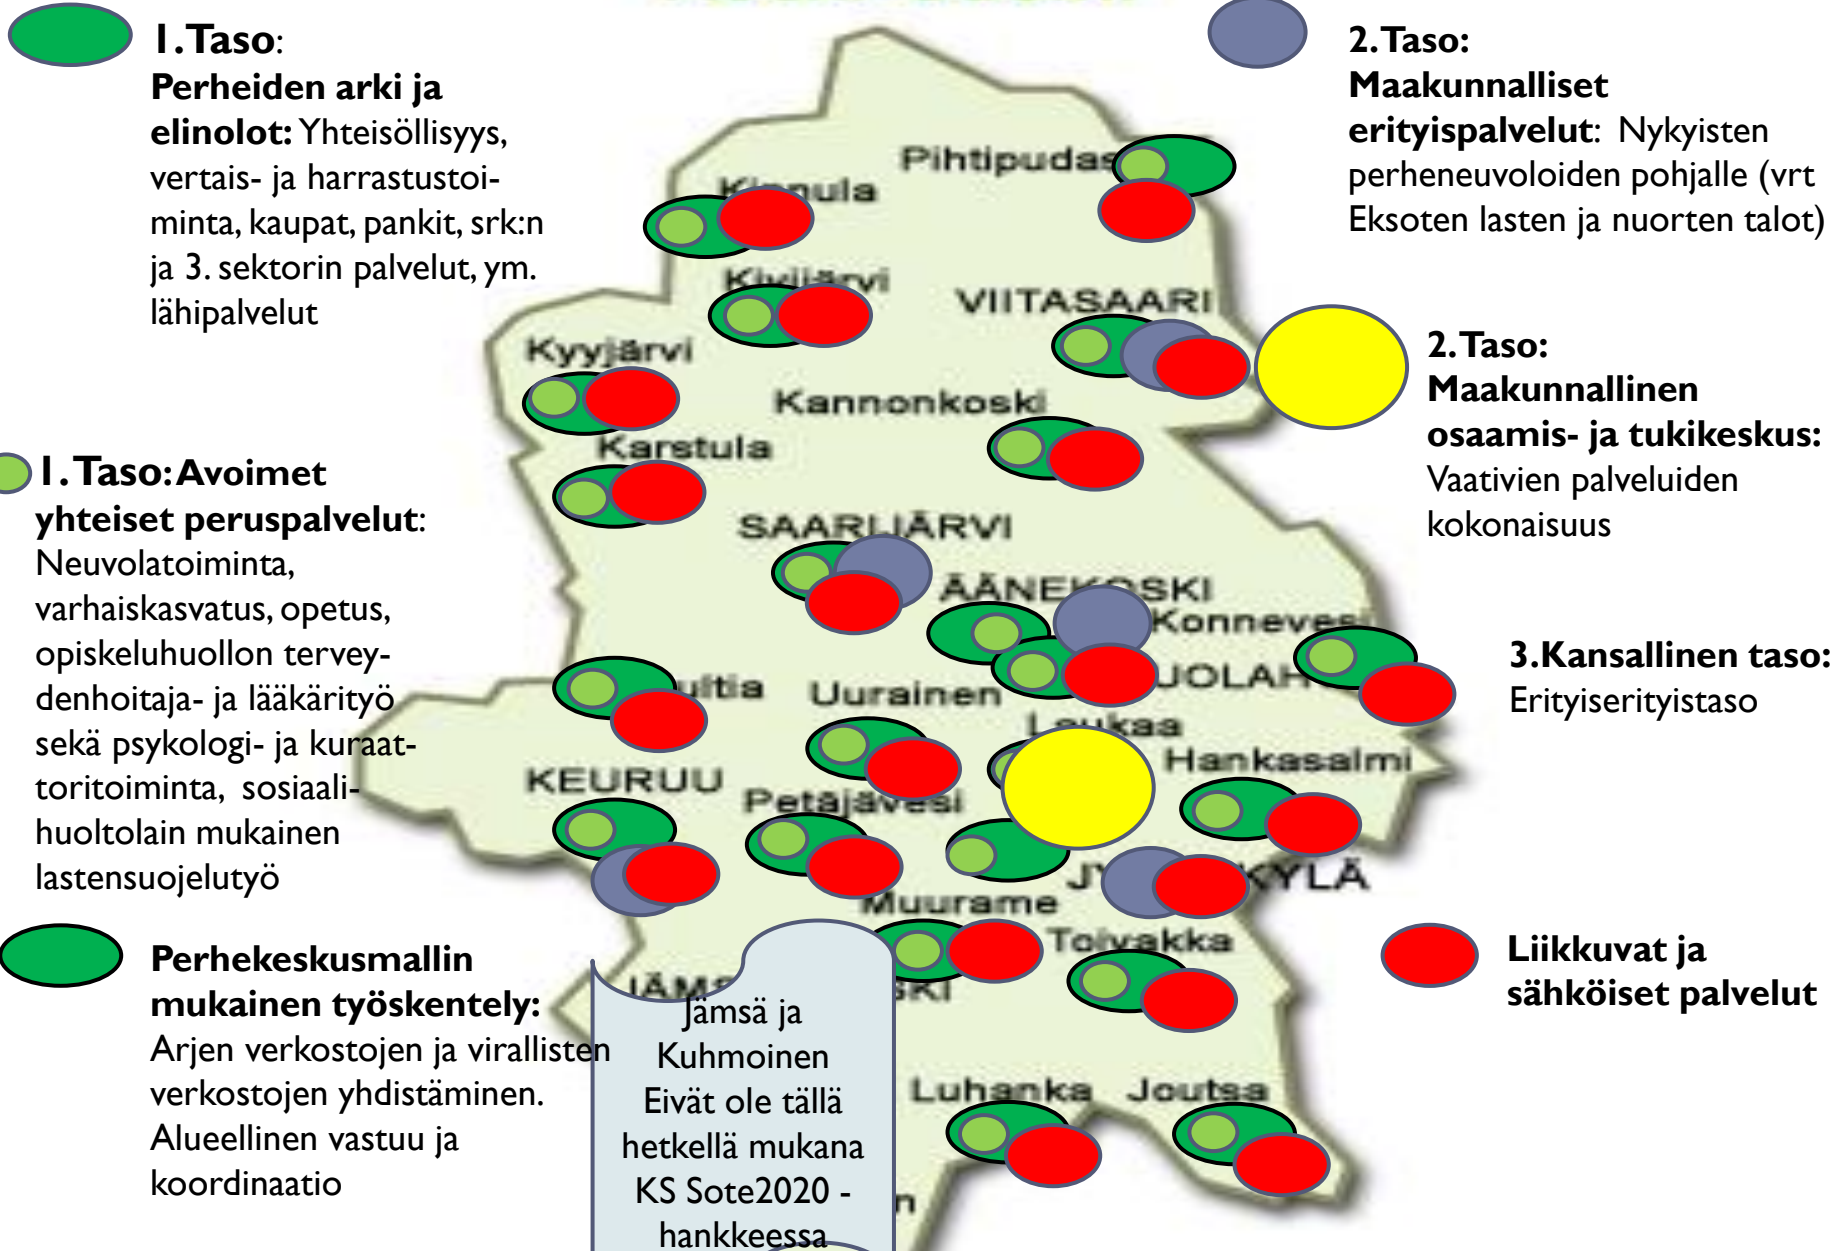 1. Taso:
Perheiden arki ja
elinolot: Yhteisöllisyys,
vertais- ja harrastustoi-
minta, kaupat, pankit, srk:n
ja 3. sektorin palvelut, ym.
lähipalvelut
1. Taso: Avoimet
yhteiset peruspalvelut:
Neuvolatoiminta,
varhaiskasvatus, opetus,
opiskeluhuollon tervey-
denhoitaja- ja lääkärityö
sekä psykologi- ja kuraat-
toritoiminta, sosiaali-
huoltolain mukainen
lastensuojelutyö
Perhekeskusmallin
mukainen työskentely:
Arjen verkostojen ja virallisten
verkostojen yhdistäminen.
Alueellinen vastuu ja
koordinaatio
Pihtipudas
Kivijärvi
VIITASAARI
Kyyjärvi
Kannonkoski
Karstula
SAARIJÄRVI
Konnevesi
Uurainen
Hankasalmi
KEURUU
Petäjävesi
Muurame
Toivakka
Luhanka
Joutsa
Jämsä ja
Kuhmoinen
Eivät ole tällä
hetkellä mukana
KS Sote2020 -
hankkeessa
2. Taso:
Maakunnalliset
erityispalvelut: Nykyisten
perheneuvoloiden pohjalle (vrt
Eksoten lasten ja nuorten talot)
2. Taso:
Maakunnallinen
osaamis- ja tukikeskus:
Vaativien palveluiden
kokonaisuus
3.Kansallinen taso:
Erityiserityistaso
Liikkuvat ja
sähköiset palvelut